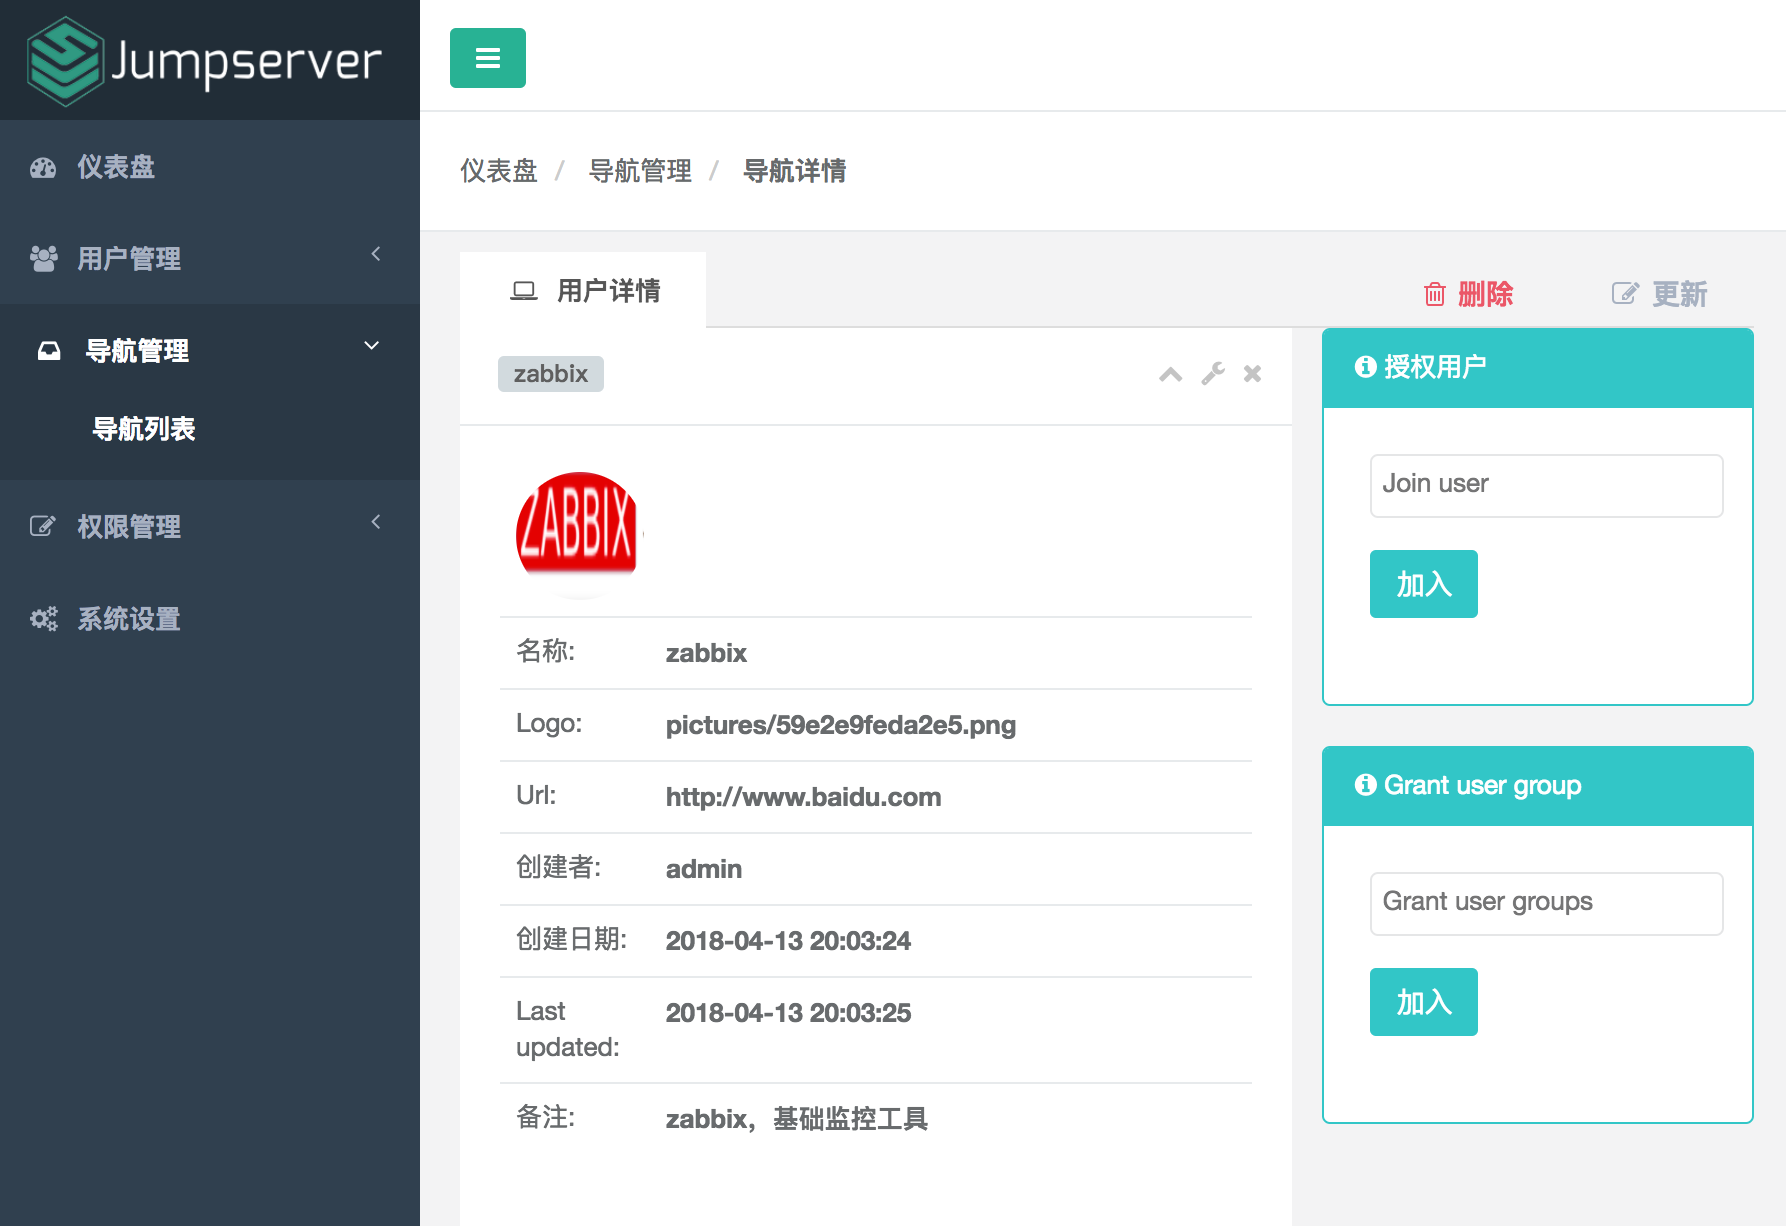 Jumpserver
仪表盘
用户管理
导航管理
导航列表
权限管理
系统设置
仪表盘 / 导航管理 / 导航详情
用户详情
删除
更新
zabbix
ZABBIX
名称: zabbix
Logo: pictures/59e2e9feda2e5.png
Url: http://www.baidu.com
创建者: admin
创建日期: 2018-04-13 20:03:24
Last updated: 2018-04-13 20:03:25
备注: zabbix，基础监控工具
授权用户
Join user
加入
Grant user group
Grant user groups
加入